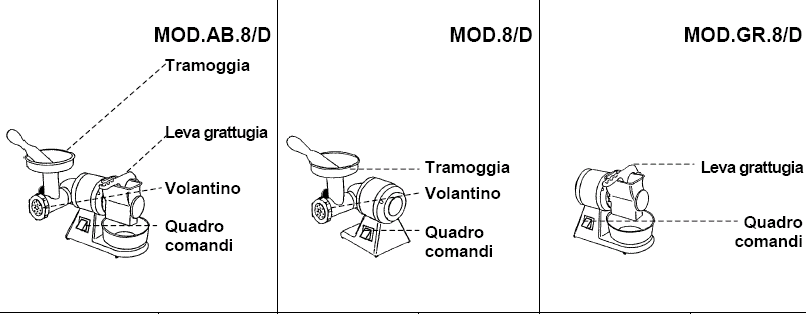 MOD.AB.8/D
Tramoggia
Leva grattugia
Volantino
Quadro
comandi
MOD.8/D
Tramoggia
Volantino
Quadro
comandi
MOD.GR.8/D
Leva grattugia
Quadro
comandi